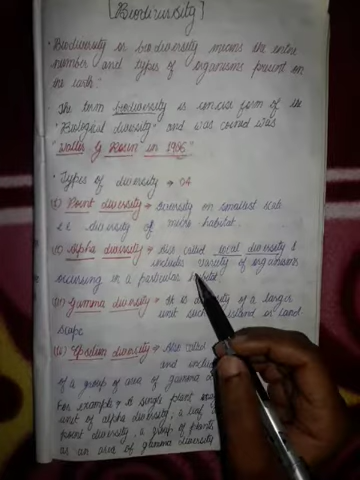 [Biodiversity]
• Biodiversity is biodiversity means the entire
number and types of organisms present on
the earth.
• The term biodiversity is concise form of the
"Biological diversity" and was coined was
"Walter G Rosen in 1986"
• Types of diversity → 04
(i) Point diversity → Diversity on smallest scale
i.e diversity of micro habitat.
(ii) Alpha diversity → Also called local diversity &
includes variety of organisms
occurring in a particular habitat.
(iii) Gamma diversity → It is diversity of a larger
unit such island or land
scape
(iv) Epsilon diversity → Also called
and
of a group of area of gamma
For example → A single plant
unit of alpha diversity, a leaf
point diversity, a group of plants
as an area of gamma diversity